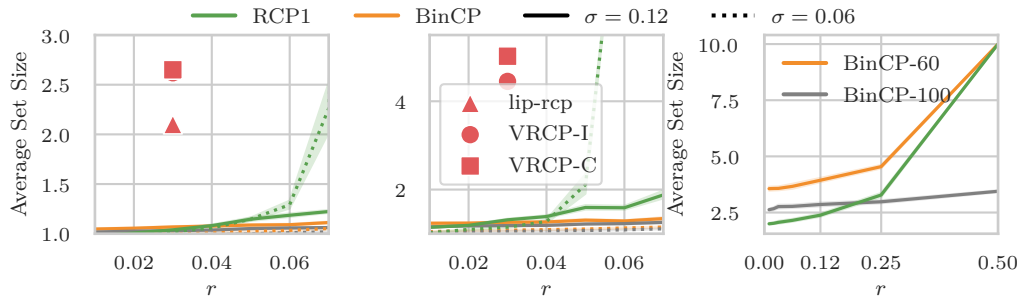 RCP1 BinCP σ = 0.12 σ = 0.06
Average Set Size
3.0
2.5
2.0
1.5
1.0
0.02 0.04 0.06
r
Average Set Size
4
2
lip-rcp
VRCP-I
VRCP-C
0.02 0.04 0.06
r
Average Set Size
10.0
7.5
5.0
2.5
BinCP-60
BinCP-100
0.00 0.12 0.25 0.50
r